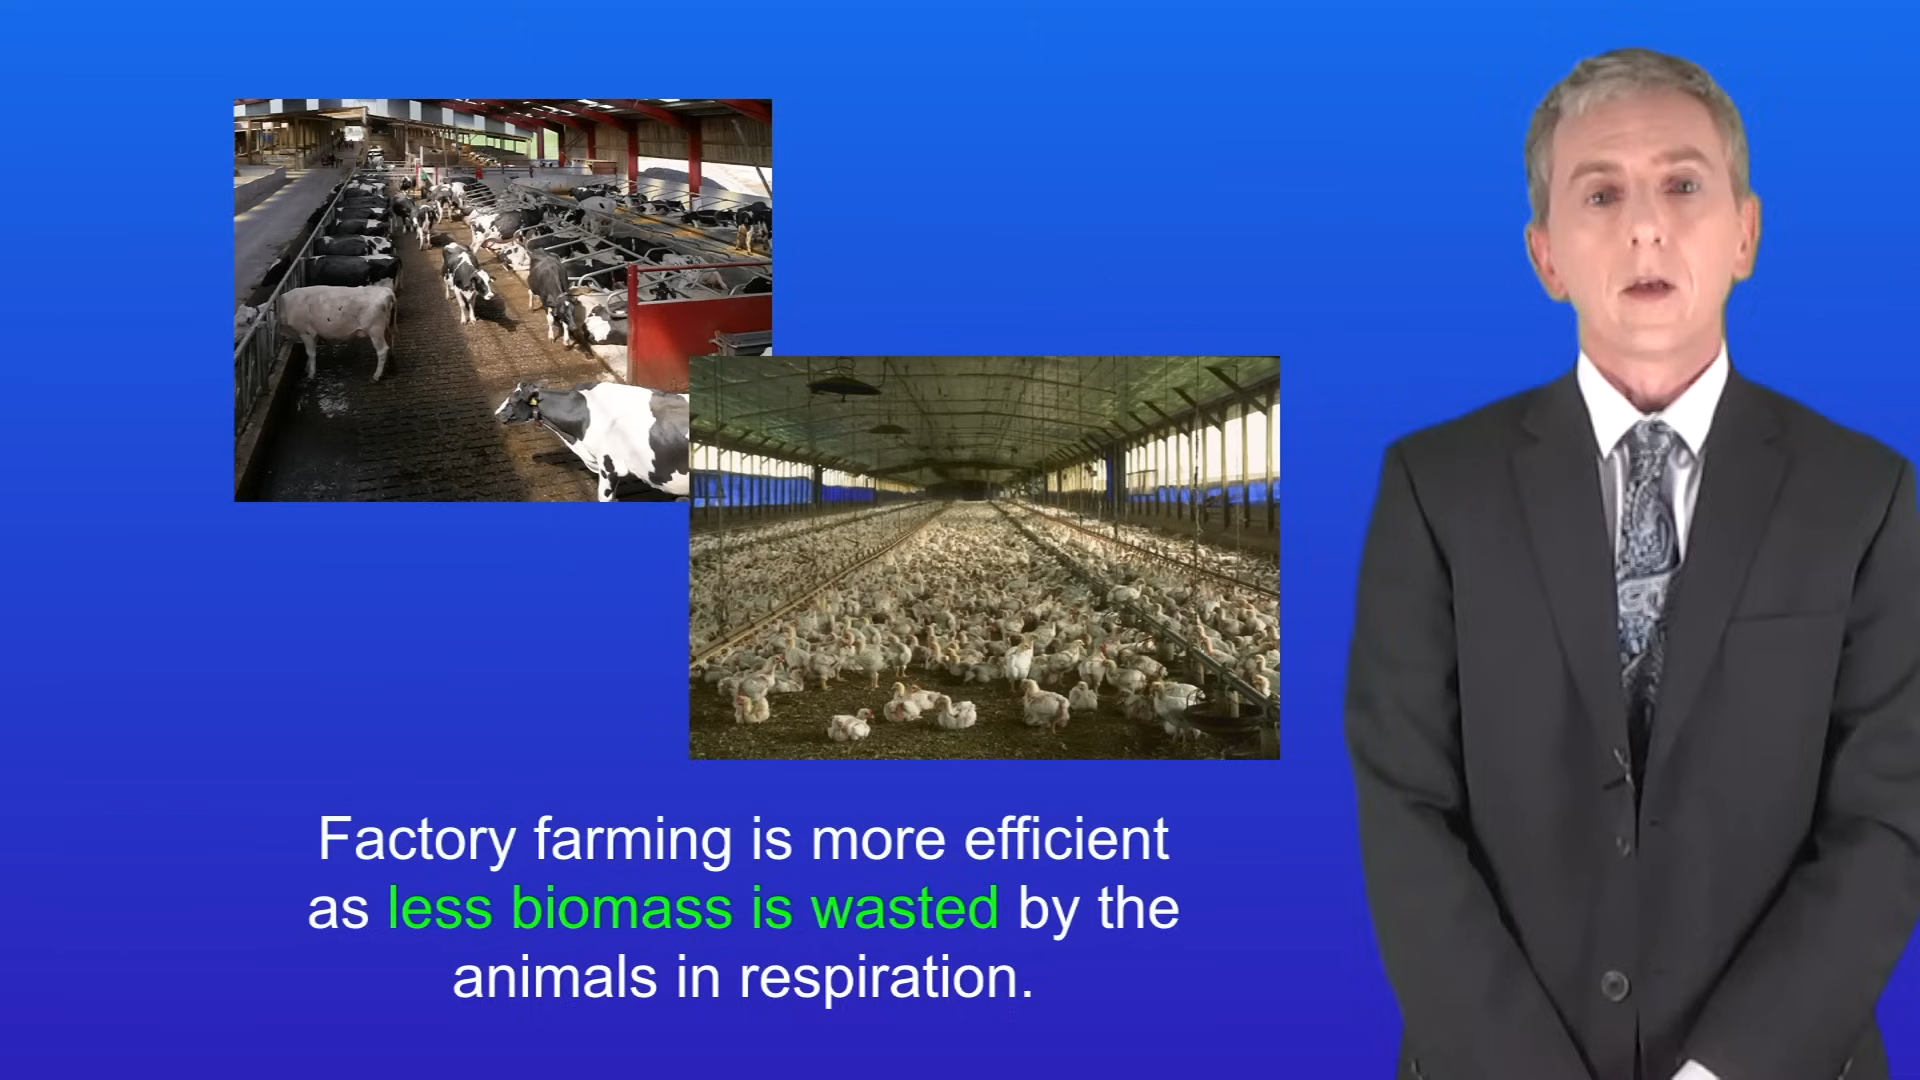 Factory farming is more efficient
as less biomass is wasted by the
animals in respiration.